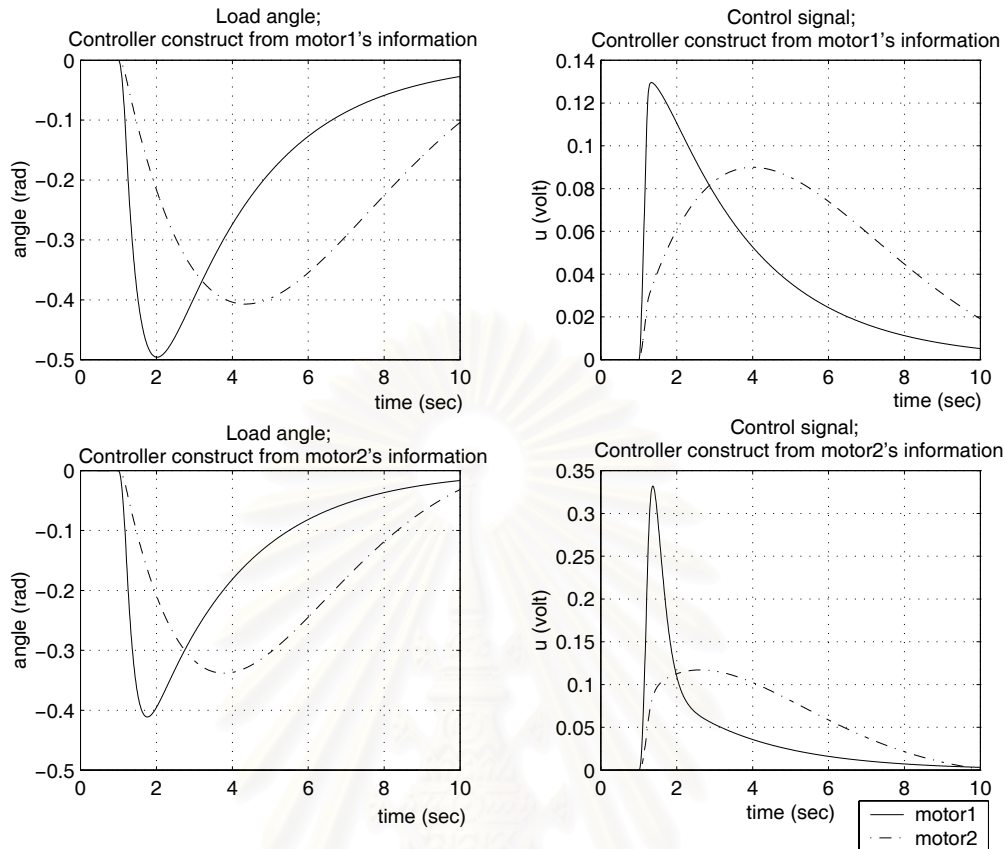 Load angle;
Controller construct from motor1's information
0
−0.1
−0.2
−0.3
−0.4
−0.5
angle (rad)
0 2 4 6 8 10
time (sec)
Control signal;
Controller construct from motor1's information
0.14
0.12
0.1
0.08
0.06
0.04
0.02
0
u (volt)
0 2 4 6 8 10
time (sec)
Load angle;
Controller construct from motor2's information
0
−0.1
−0.2
−0.3
−0.4
−0.5
angle (rad)
0 2 4 6 8 10
time (sec)
Control signal;
Controller construct from motor2's information
0.35
0.3
0.25
0.2
0.15
0.1
0.05
0
u (volt)
0 2 4 6 8 10
time (sec)
motor1
motor2